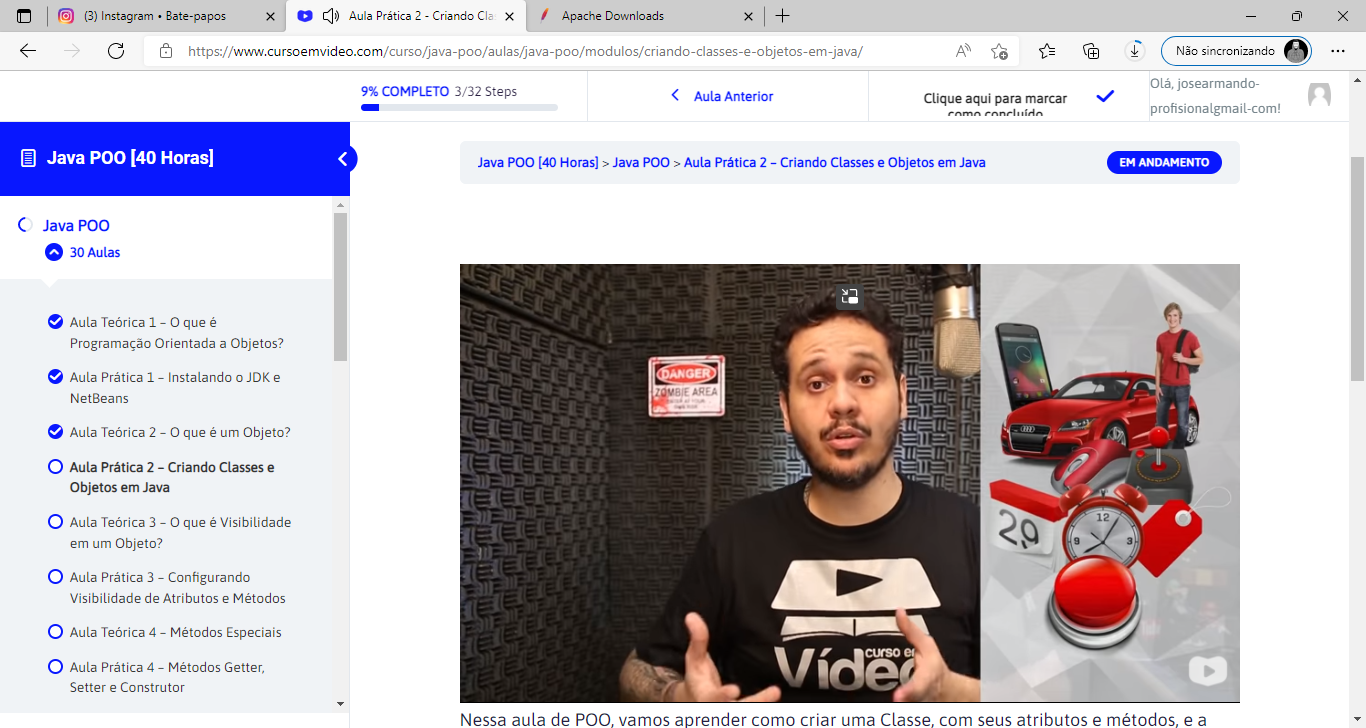 (3) Instagram • Bate-papos
Aula Prática 2 - Criando Cla
Apache Downloads
https://www.cursoemvideo.com/curso/java-poo/aulas/java-poo/modulos/criando-classes-e-objetos-em-java/
Não sincronizando
9% COMPLETO 3/32 Steps
Aula Anterior
Clique aqui para marcar
como concluído
Olá, josearmando-
profisionalgmail-com!
Java POO [40 Horas]
Java POO
30 Aulas
Aula Teórica 1 – O que é
Programação Orientada a Objetos?
Aula Prática 1 – Instalando o JDK e
NetBeans
Aula Teórica 2 – O que é um Objeto?
Aula Prática 2 – Criando Classes e
Objetos em Java
Aula Teórica 3 – O que é Visibilidade
em um Objeto?
Aula Prática 3 – Configurando
Visibilidade de Atributos e Métodos
Aula Teórica 4 – Métodos Especiais
Aula Prática 4 – Métodos Getter,
Setter e Construtor
Java POO [40 Horas] > Java POO > Aula Prática 2 – Criando Classes e Objetos em Java
EM ANDAMENTO
DANGER
ZOMBIE AREA
CURSO EM
Vídeo
29
12
3
9
Nessa aula de POO, vamos aprender como criar uma Classe, com seus atributos e métodos, e a